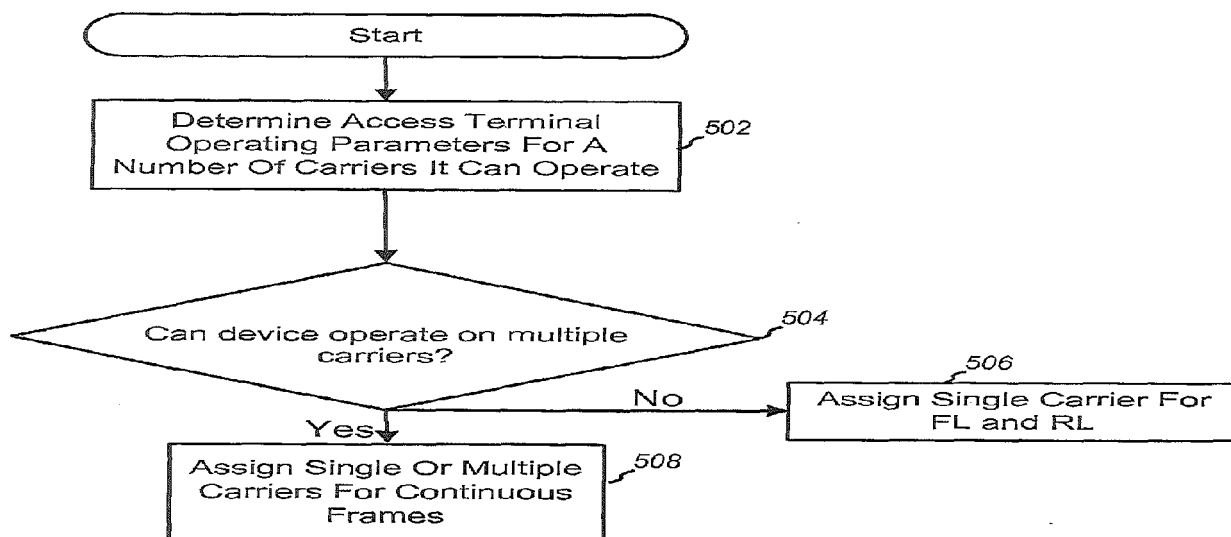 Start
Determine Access Terminal
Operating Parameters For A
Number Of Carriers It Can Operate
502
Can device operate on multiple
carriers?
504
No
506
Assign Single Carrier For
FL and RL
Yes
508
Assign Single Or Multiple
Carriers For Continuous
Frames